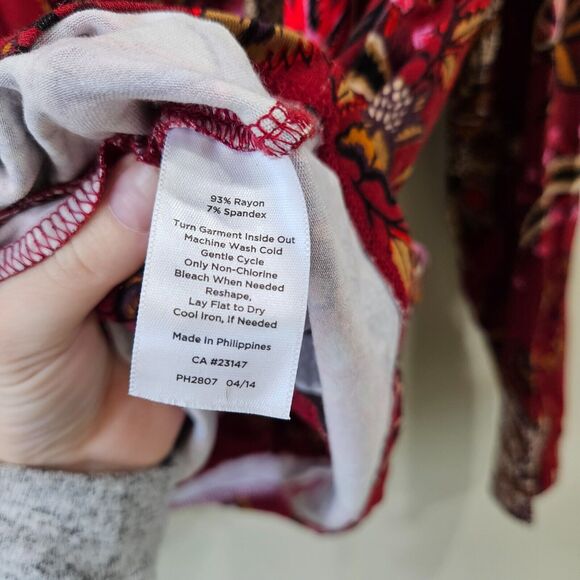 93% Rayon
7% Spandex
Turn Garment Inside Out
Machine Wash Cold
Gentle Cycle
Only Non-Chlorine
Bleach When Needed
Reshape,
Lay Flat to Dry
Cool Iron, If Needed
Made in Philippines
CA #23147
PH2807 04/14